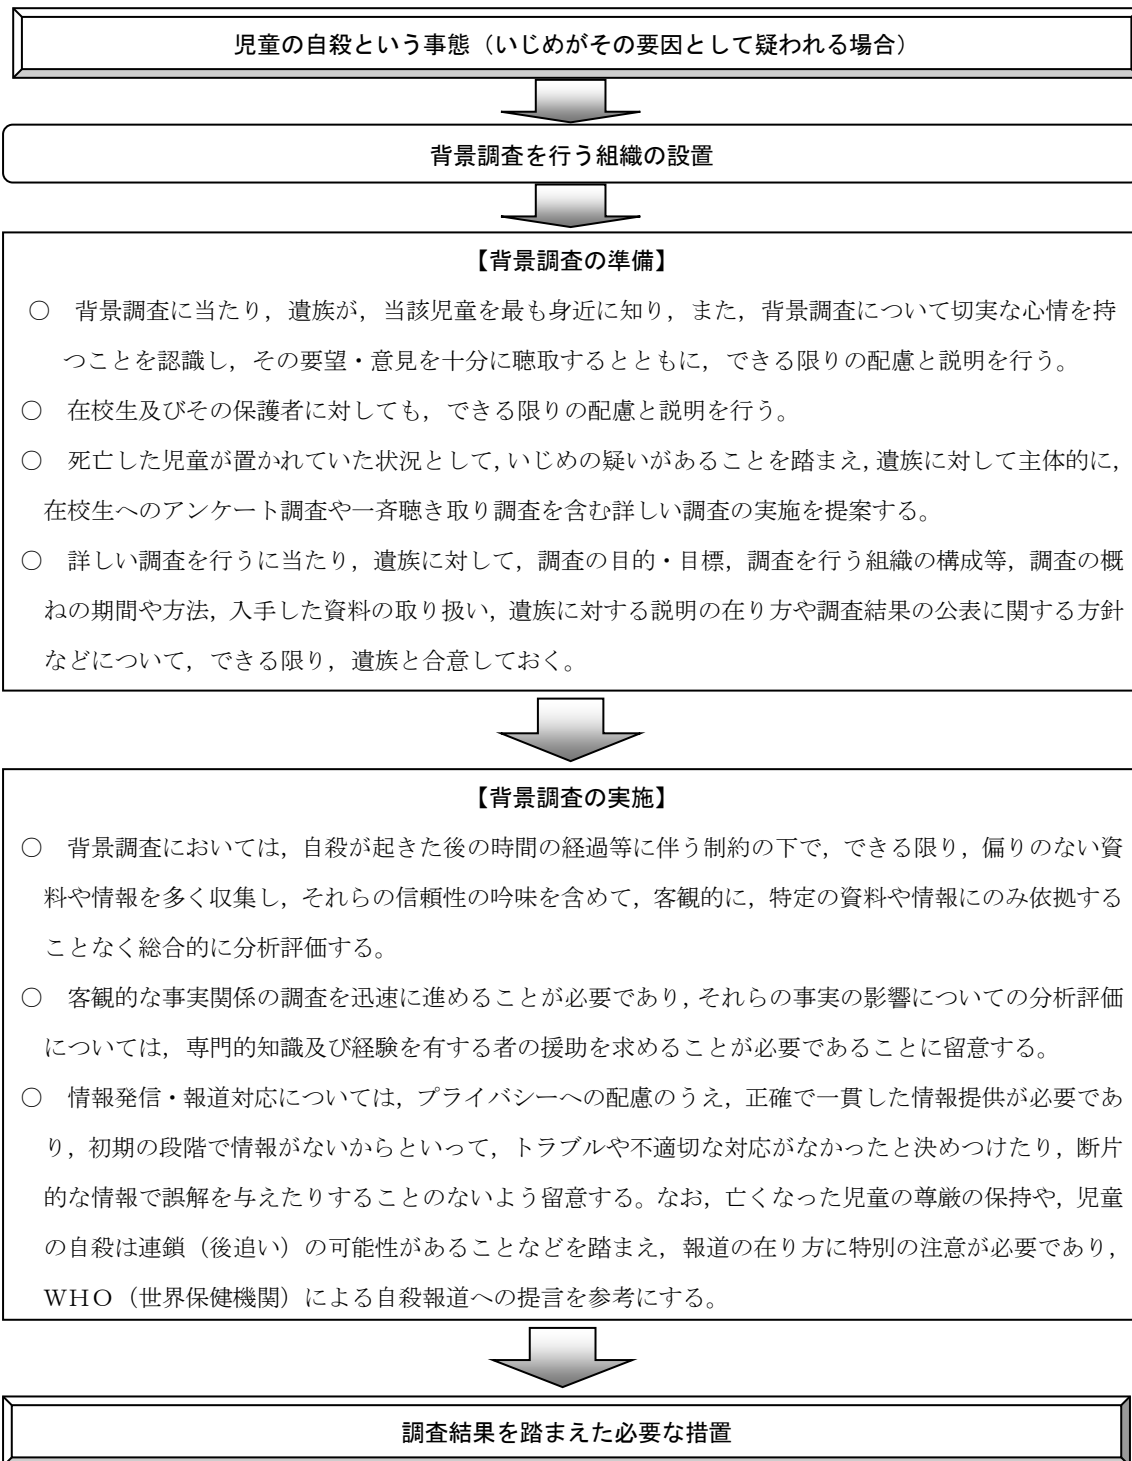 児童の自殺という事態（いじめがその要因として疑われる場合）
背景調査を行う組織の設置
【背景調査の準備】
○　背景調査に当たり，遺族が，当該児童を最も身近に知り，また，背景調査について切実な心情を持
つことを認識し，その要望・意見を十分に聴取するとともに，できる限りの配慮と説明を行う。
○　在校生及びその保護者に対しても，できる限りの配慮と説明を行う。
○　死亡した児童が置かれていた状況として，いじめの疑いがあることを踏まえ，遺族に対して主体的に，
在校生へのアンケート調査や一斉聴き取り調査を含む詳しい調査の実施を提案する。
○　詳しい調査を行うに当たり，遺族に対して，調査の目的・目標，調査を行う組織の構成等，調査の概
ねの期間や方法，入手した資料の取り扱い，遺族に対する説明の在り方や調査結果の公表に関する方針
などについて，できる限り，遺族と合意しておく。
【背景調査の実施】
○　背景調査においては，自殺が起きた後の時間の経過等に伴う制約の下で，できる限り，偏りのない資
料や情報を多く収集し，それらの信頼性の吟味を含めて，客観的に，特定の資料や情報にのみ依拠する
ことなく総合的に分析評価する。
○　客観的な事実関係の調査を迅速に進めることが必要であり，それらの事実の影響についての分析評価
については，専門的知識及び経験を有する者の援助を求めることが必要であることに留意する。
○　情報発信・報道対応については，プライバシーへの配慮のうえ，正確で一貫した情報提供が必要であ
り，初期の段階で情報がないからといって，トラブルや不適切な対応がなかったと決めつけたり，断片
的な情報で誤解を与えたりすることのないよう留意する。なお，亡くなった児童の尊厳の保持や，児童
の自殺は連鎖（後追い）の可能性があることなどを踏まえ，報道の在り方に特別の注意が必要であり，
ＷＨＯ（世界保健機関）による自殺報道への提言を参考にする。
調査結果を踏まえた必要な措置